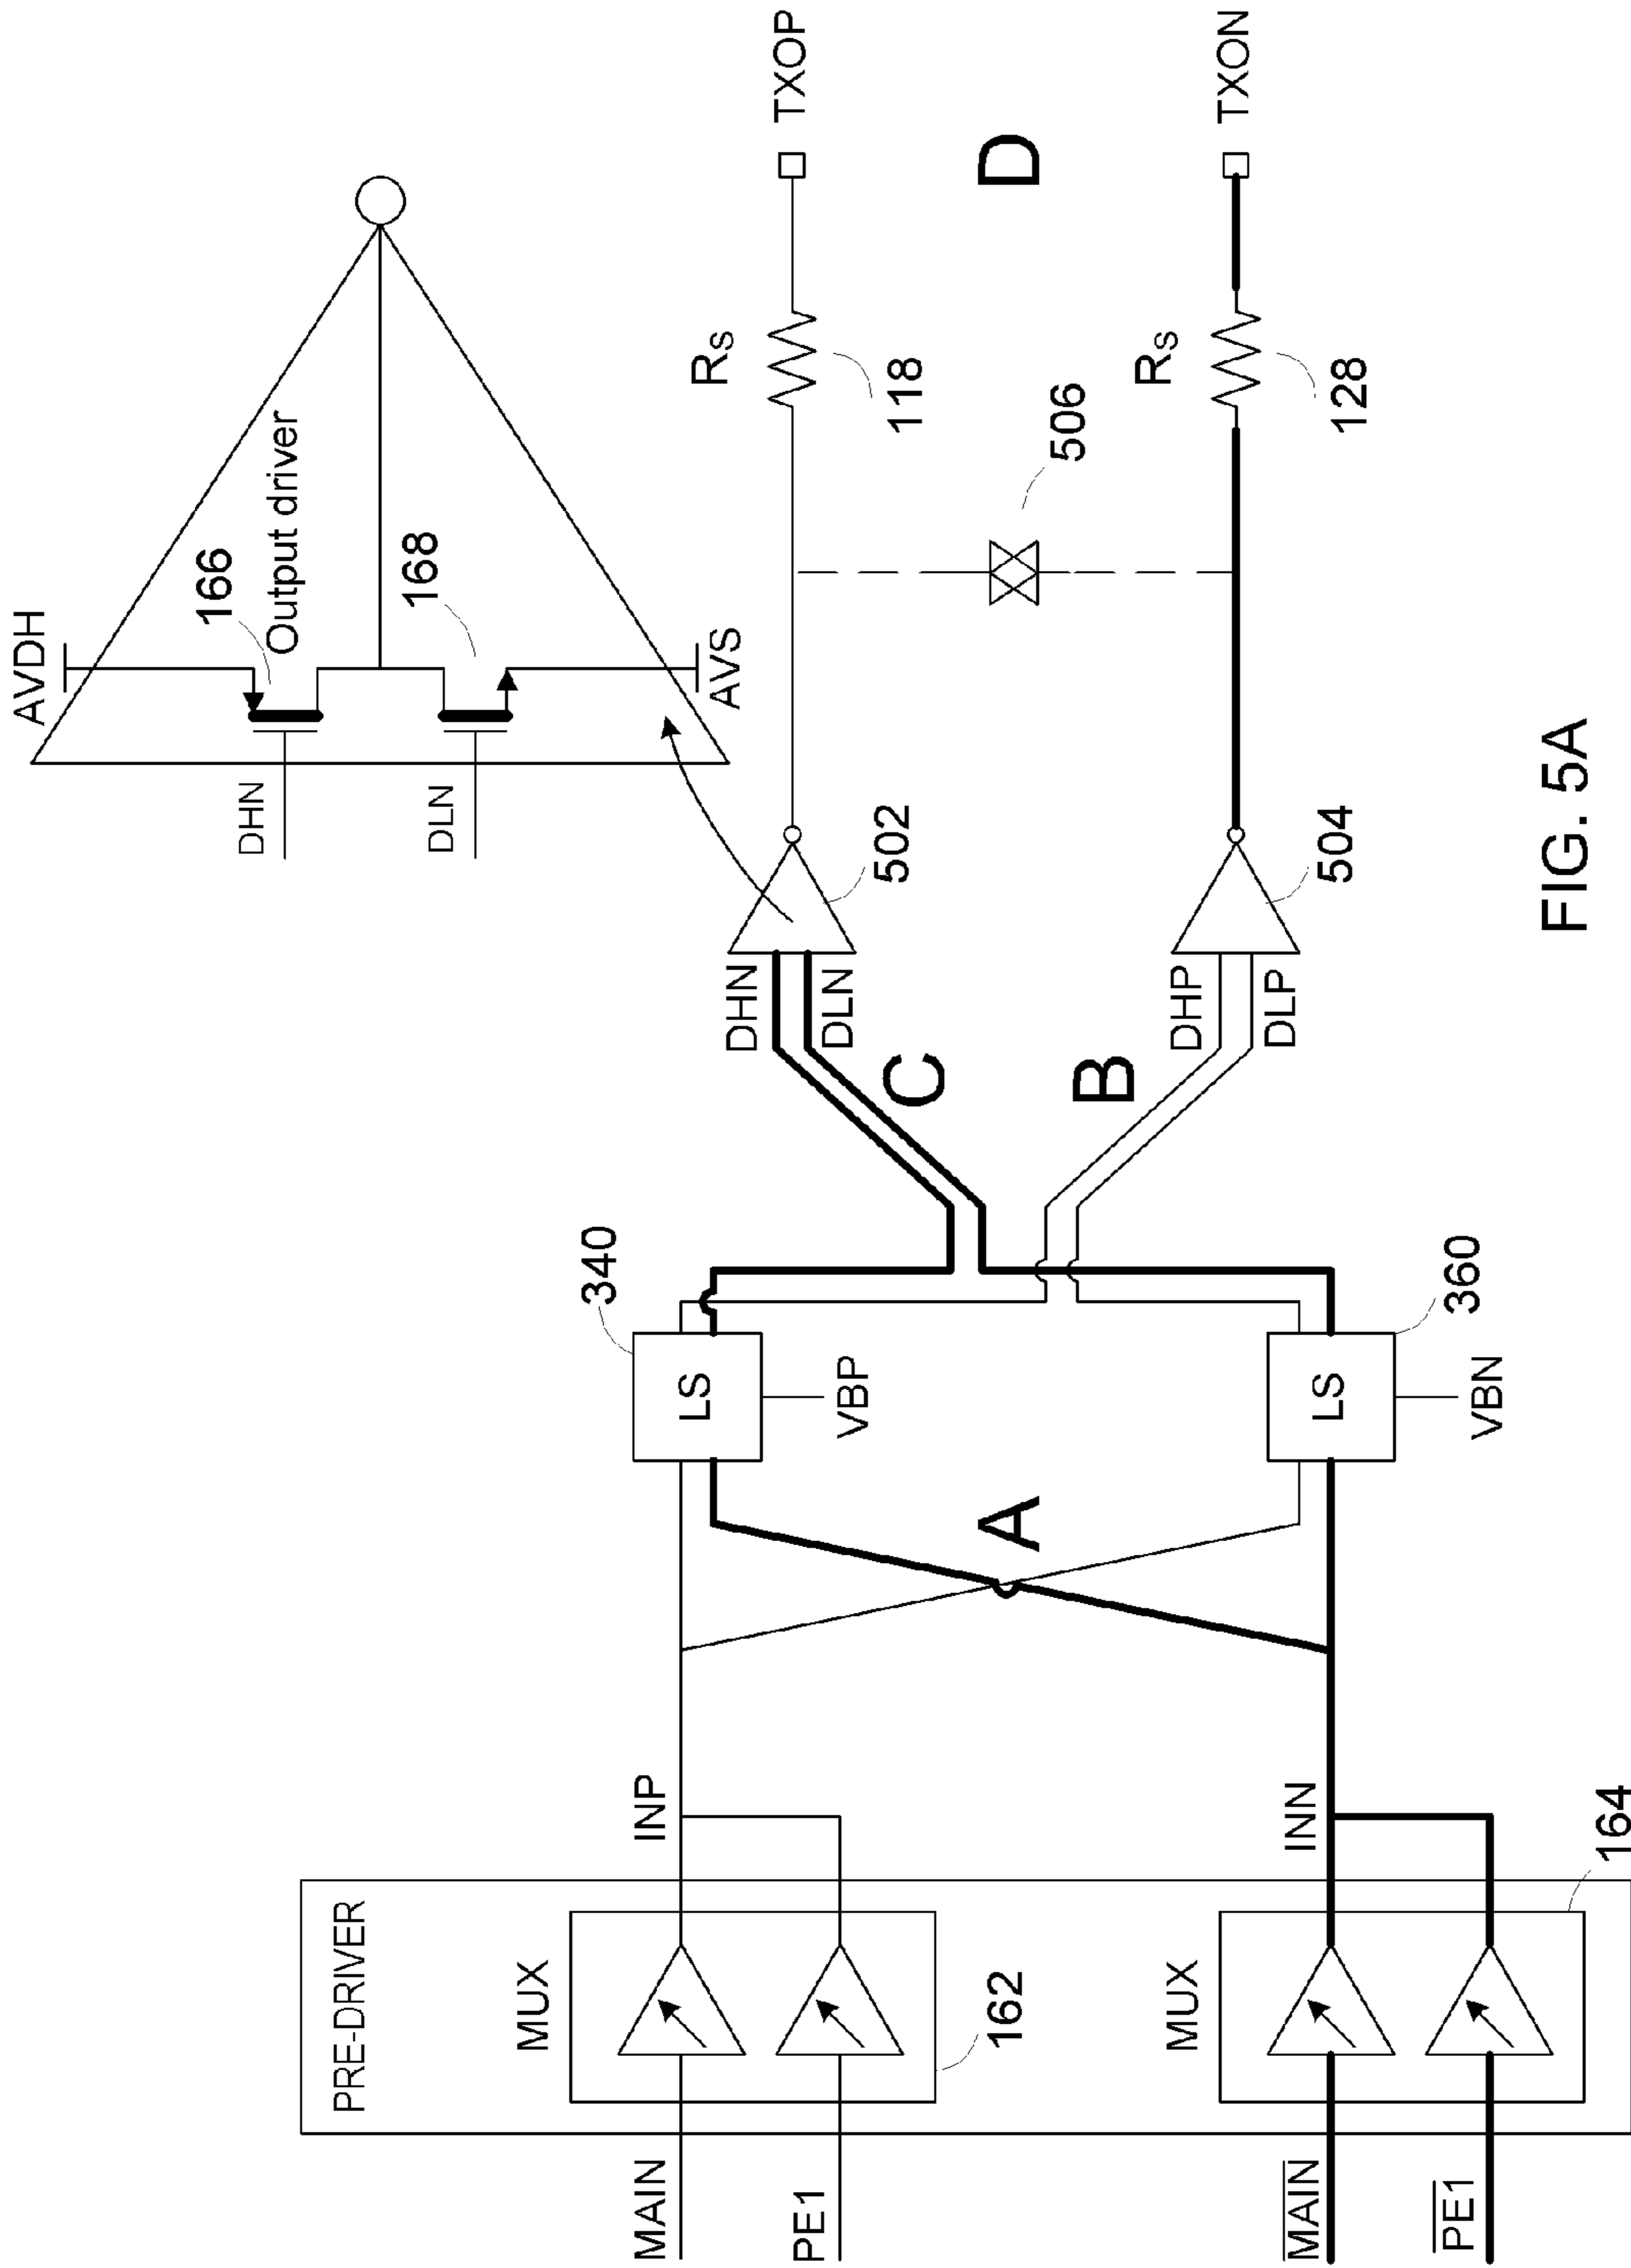 PRE-DRIVER
MUX
MAIN
PE1
162
INP
MUX
MAIN
PE1
164
INN
A
LS
340
VBP
LS
360
VBN
C
B
DHN
DLN
502
DHP
DLP
504
AVDH
166
Output driver
168
AVS
DHN
DLN
RS
118
506
RS
128
D
TXOP
TXON
FIG. 5A